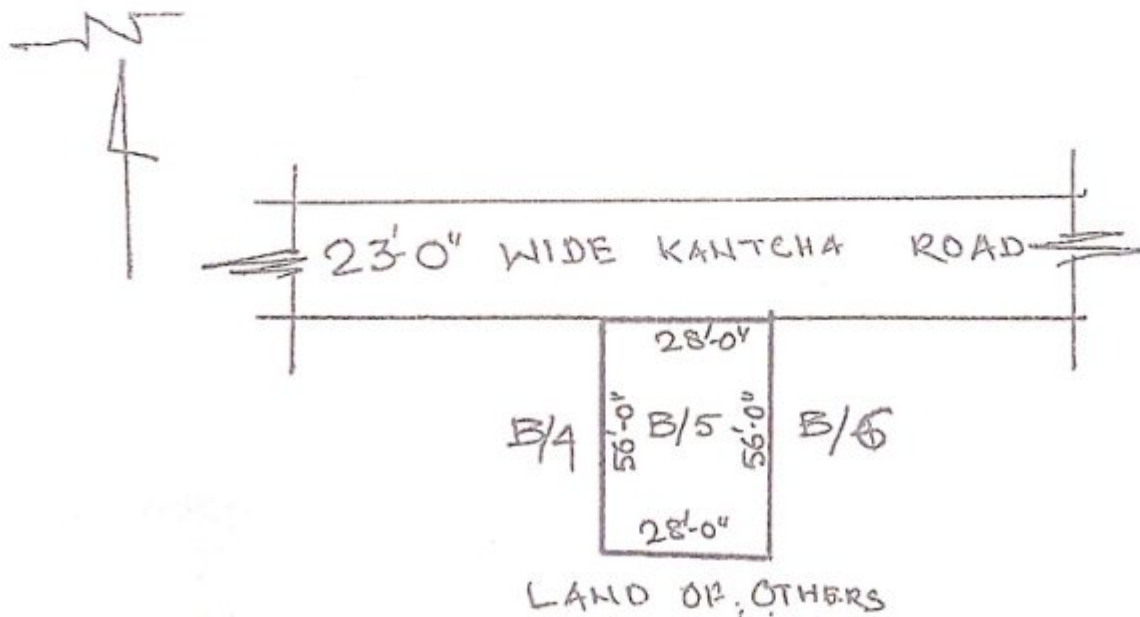 N
23'-0" WIDE KANTCHA ROAD
28'-0"
B/4 56'-0" B/5 56'-0" B/6
28'-0"
LAND OF OTHERS